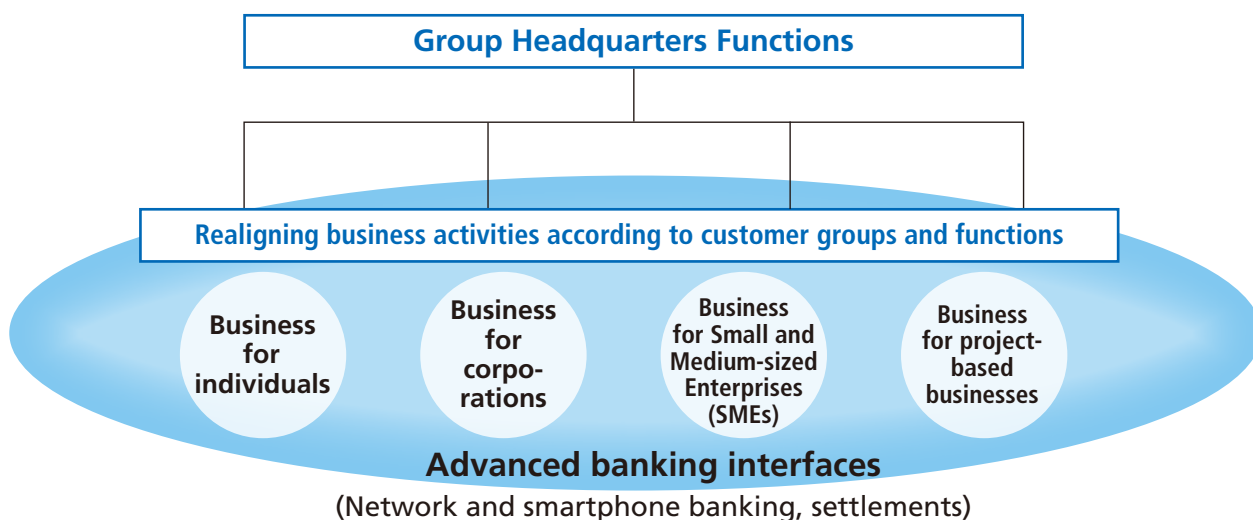 Group Headquarters Functions
Realigning business activities according to customer groups and functions
Business
for
individuals
Business
for
corpo-
rations
Business
for Small and
Medium-sized
Enterprises
(SMEs)
Business
for project-
based
businesses
Advanced banking interfaces
(Network and smartphone banking, settlements)